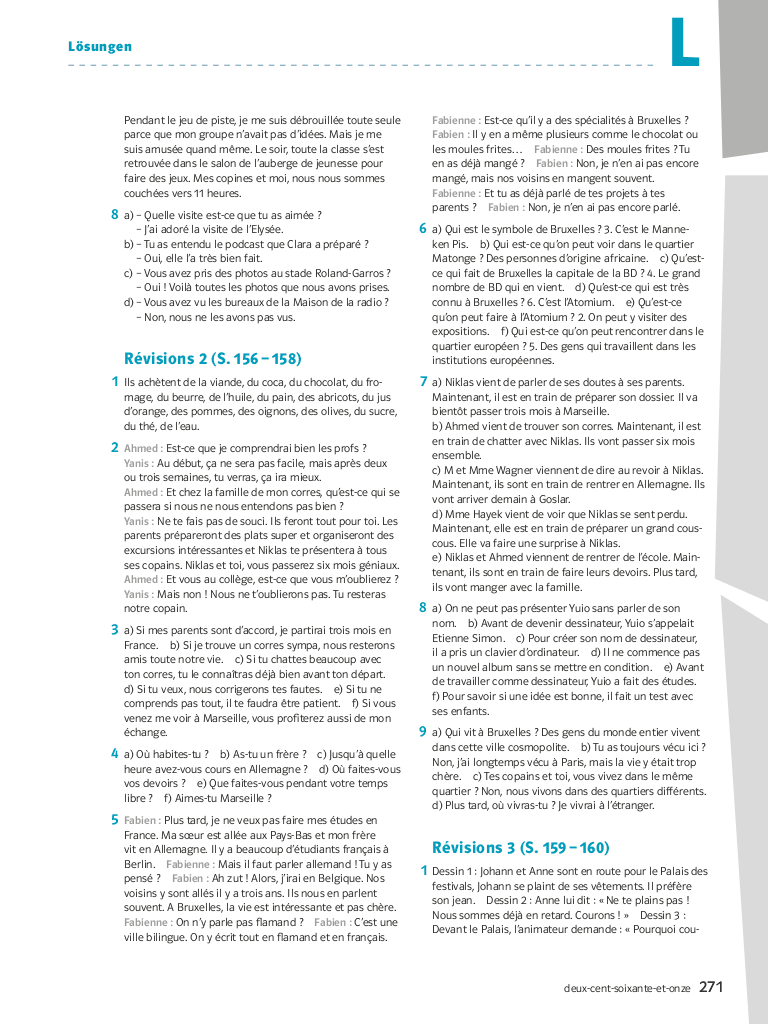 Lösungen
L
Pendant le jeu de piste, je me suis débrouillée toute seule
parce que mon groupe n'avait pas d'idées. Mais je me
suis amusée quand même. Le soir, toute la classe s'est
retrouvée dans le salon de l'auberge de jeunesse pour
faire des jeux. Mes copines et moi, nous nous sommes
couchées vers 11 heures.
8 a) – Quelle visite est-ce que tu as aimée ?
– J'ai adoré la visite de l'Elysée.
b) – Tu as entendu le podcast que Clara a préparé ?
– Oui, elle l'a très bien fait.
c) – Vous avez pris des photos au stade Roland-Garros ?
– Oui ! Voilà toutes les photos que nous avons prises.
d) – Vous avez vu les bureaux de la Maison de la radio ?
– Non, nous ne les avons pas vus.
Révisions 2 (S. 156 – 158)
1 Ils achètent de la viande, du coca, du chocolat, du fro-
mage, du beurre, de l'huile, du pain, des abricots, du jus
d'orange, des pommes, des oignons, des olives, du sucre,
du thé, de l'eau.
2 Ahmed : Est-ce que je comprendrai bien les profs ?
Yanis : Au début, ça ne sera pas facile, mais après deux
ou trois semaines, tu verras, ça ira mieux.
Ahmed : Et chez la famille de mon corres, qu'est-ce qui se
passera si nous ne nous entendons pas bien ?
Yanis : Ne te fais pas de souci. Ils feront tout pour toi. Les
parents prépareront des plats super et organiseront des
excursions intéressantes et Niklas te présentera à tous
ses copains. Niklas et toi, vous passerez six mois géniaux.
Ahmed : Et vous au collège, est-ce que vous m'oublierez ?
Yanis : Mais non ! Nous ne t'oublierons pas. Tu resteras
notre copain.
3 a) Si mes parents sont d'accord, je partirai trois mois en
France. b) Si je trouve un corres sympa, nous resterons
amis toute notre vie. c) Si tu chattes beaucoup avec
ton corres, tu le connaîtras déjà bien avant ton départ.
d) Si tu veux, nous corrigerons tes fautes. e) Si tu ne
comprends pas tout, il te faudra être patient. f) Si vous
venez me voir à Marseille, vous profiterez aussi de mon
échange.
4 a) Où habites-tu ? b) As-tu un frère ? c) Jusqu'à quelle
heure avez-vous cours en Allemagne ? d) Où faites-vous
vos devoirs ? e) Que faites-vous pendant votre temps
libre ? f) Aimes-tu Marseille ?
5 Fabien : Plus tard, je ne veux pas faire mes études en
France. Ma sœur est allée aux Pays-Bas et mon frère
vit en Allemagne. Il y a beaucoup d'étudiants français à
Berlin. Fabienne : Mais il faut parler allemand ! Tu y as
pensé ? Fabien : Ah zut ! Alors, j'irai en Belgique. Nos
voisins y sont allés il y a trois ans. Ils nous en parlent
souvent. A Bruxelles, la vie est intéressante et pas chère.
Fabienne : On n'y parle pas flamand ? Fabien : C'est une
ville bilingue. On y écrit tout en flamand et en français.
Fabienne : Est-ce qu'il y a des spécialités à Bruxelles ?
Fabien : Il y en a même plusieurs comme le chocolat ou
les moules frites… Fabienne : Des moules frites ? Tu
en as déjà mangé ? Fabien : Non, je n'en ai pas encore
mangé, mais nos voisins en mangent souvent.
Fabienne : Et tu as déjà parlé de tes projets à tes
parents ? Fabien : Non, je n'en ai pas encore parlé.
6 a) Qui est le symbole de Bruxelles ? 3. C'est le Manne-
ken Pis. b) Qui est-ce qu'on peut voir dans le quartier
Matonge ? Des personnes d'origine africaine. c) Qu'est-
ce qui fait de Bruxelles la capitale de la BD ? 4. Le grand
nombre de BD qui en vient. d) Qu'est-ce qui est très
connu à Bruxelles ? 6. C'est l'Atomium. e) Qu'est-ce
qu'on peut faire à l'Atomium ? 2. On peut y visiter des
expositions. f) Qui est-ce qu'on peut rencontrer dans le
quartier européen ? 5. Des gens qui travaillent dans les
institutions européennes.
7 a) Niklas vient de parler de ses doutes à ses parents.
Maintenant, il est en train de préparer son dossier. Il va
bientôt passer trois mois à Marseille.
b) Ahmed vient de trouver son corres. Maintenant, il est
en train de chatter avec Niklas. Ils vont passer six mois
ensemble.
c) M et Mme Wagner viennent de dire au revoir à Niklas.
Maintenant, ils sont en train de rentrer en Allemagne. Ils
vont arriver demain à Goslar.
d) Mme Hayek vient de voir que Niklas se sent perdu.
Maintenant, elle est en train de préparer un grand cous-
cous. Elle va faire une surprise à Niklas.
e) Niklas et Ahmed viennent de rentrer de l'école. Main-
tenant, ils sont en train de faire leurs devoirs. Plus tard,
ils vont manger avec la famille.
8 a) On ne peut pas présenter Yuio sans parler de son
nom. b) Avant de devenir dessinateur, Yuio s'appelait
Etienne Simon. c) Pour créer son nom de dessinateur,
il a pris un clavier d'ordinateur. d) Il ne commence pas
un nouvel album sans se mettre en condition. e) Avant
de travailler comme dessinateur, Yuio a fait des études.
f) Pour savoir si une idée est bonne, il fait un test avec
ses enfants.
9 a) Qui vit à Bruxelles ? Des gens du monde entier vivent
dans cette ville cosmopolite. b) Tu as toujours vécu ici ?
Non, j'ai longtemps vécu à Paris, mais la vie y était trop
chère. c) Tes copains et toi, vous vivez dans le même
quartier ? Non, nous vivons dans des quartiers différents.
d) Plus tard, où vivras-tu ? Je vivrai à l'étranger.
Révisions 3 (S. 159 – 160)
1 Dessin 1 : Johann et Anne sont en route pour le Palais des
festivals, Johann se plaint de ses vêtements. Il préfère
son jean. Dessin 2 : Anne lui dit : « Ne te plains pas !
Nous sommes déjà en retard. Courons ! » Dessin 3 :
Devant le Palais, l'animateur demande : « Pourquoi cou-
deux-cent-soixante-et-onze 271